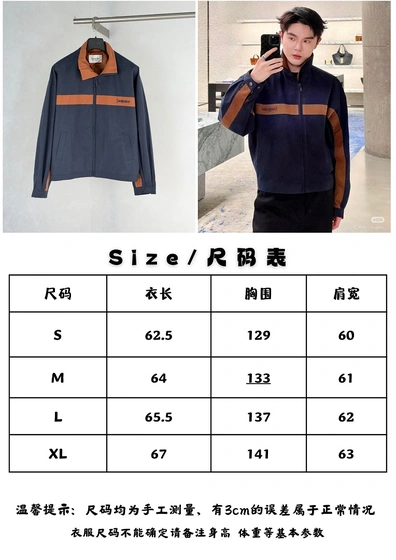 Size/尺码表
尺码 衣长 胸围 肩宽
S 62.5 129 60
M 64 133 61
L 65.5 137 62
XL 67 141 63
温馨提示：尺码均为手工测量、有3cm的误差属于正常情况
衣服尺码不能确定请备注身高 体重等基本参数